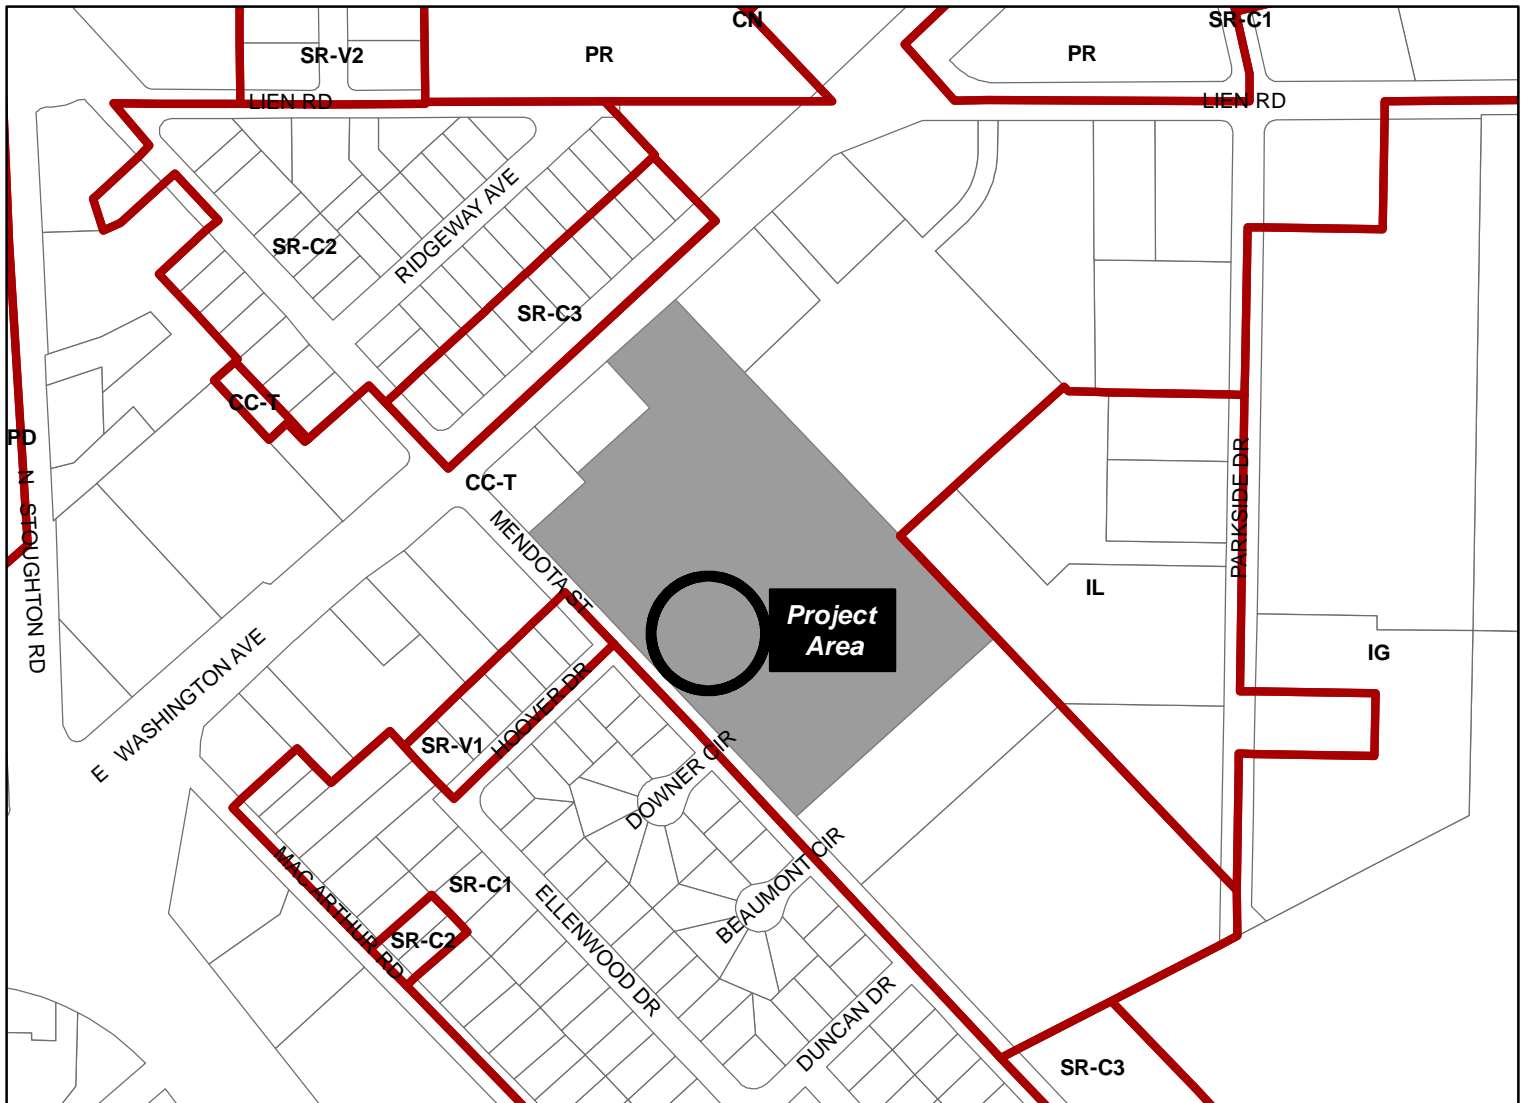 CN
SR-C1
SR-V2
PR
PR
LIEN RD
LIEN RD
RIDGEWAY AVE
SR-C2
SR-C3
CC-T
PD
CC-T
N STOUGHTON RD
MENDOTA ST
PARKSIDE DR
IL
Project
Area
IG
E WASHINGTON AVE
HOOVER DR
SR-V1
DOWNER CIR
BEAUMONT CIR
MAC ARTHUR RD
SR-C1
ELLENWOOD DR
SR-C2
DUNCAN DR
SR-C3